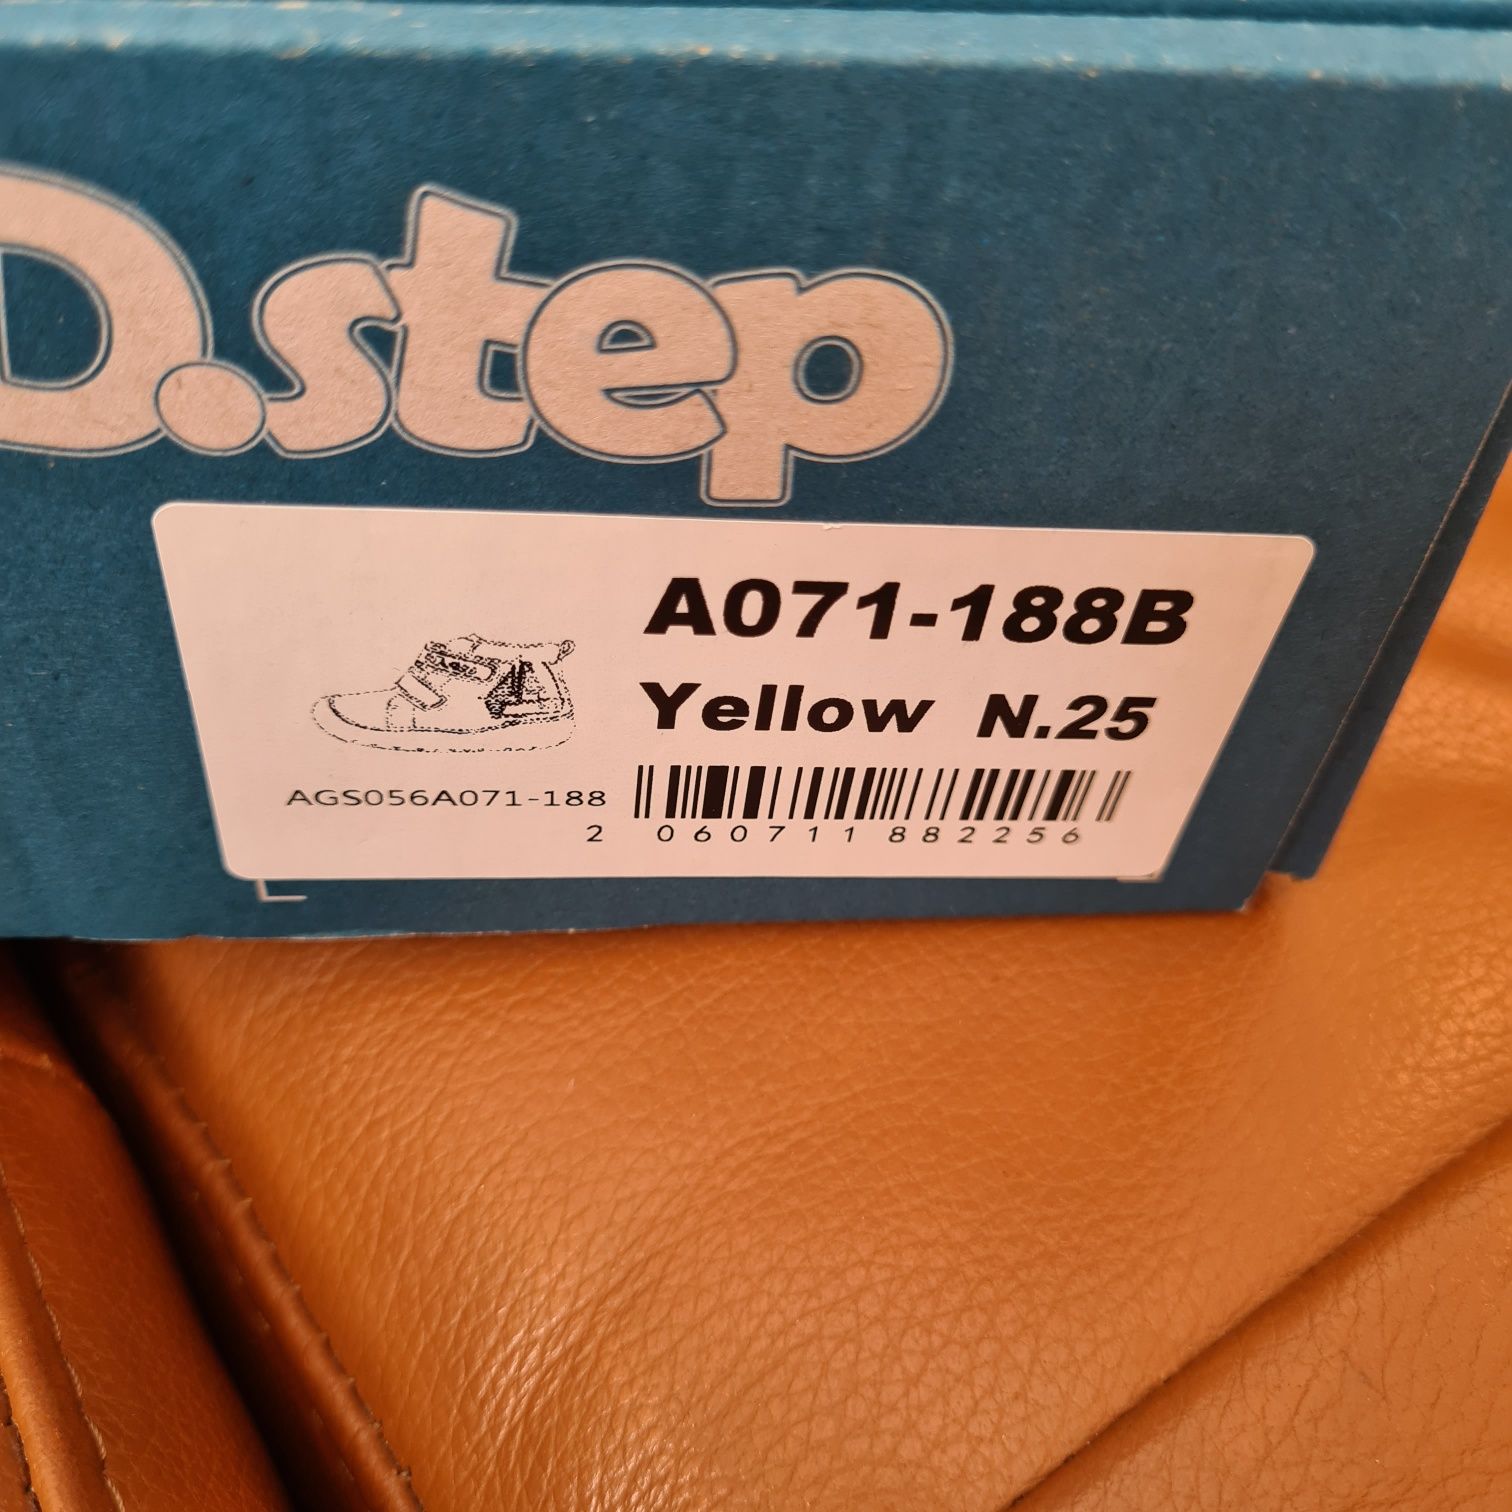 D.step
A071-188B
Yellow N.25
AGS056A071-188
2 060711 882256